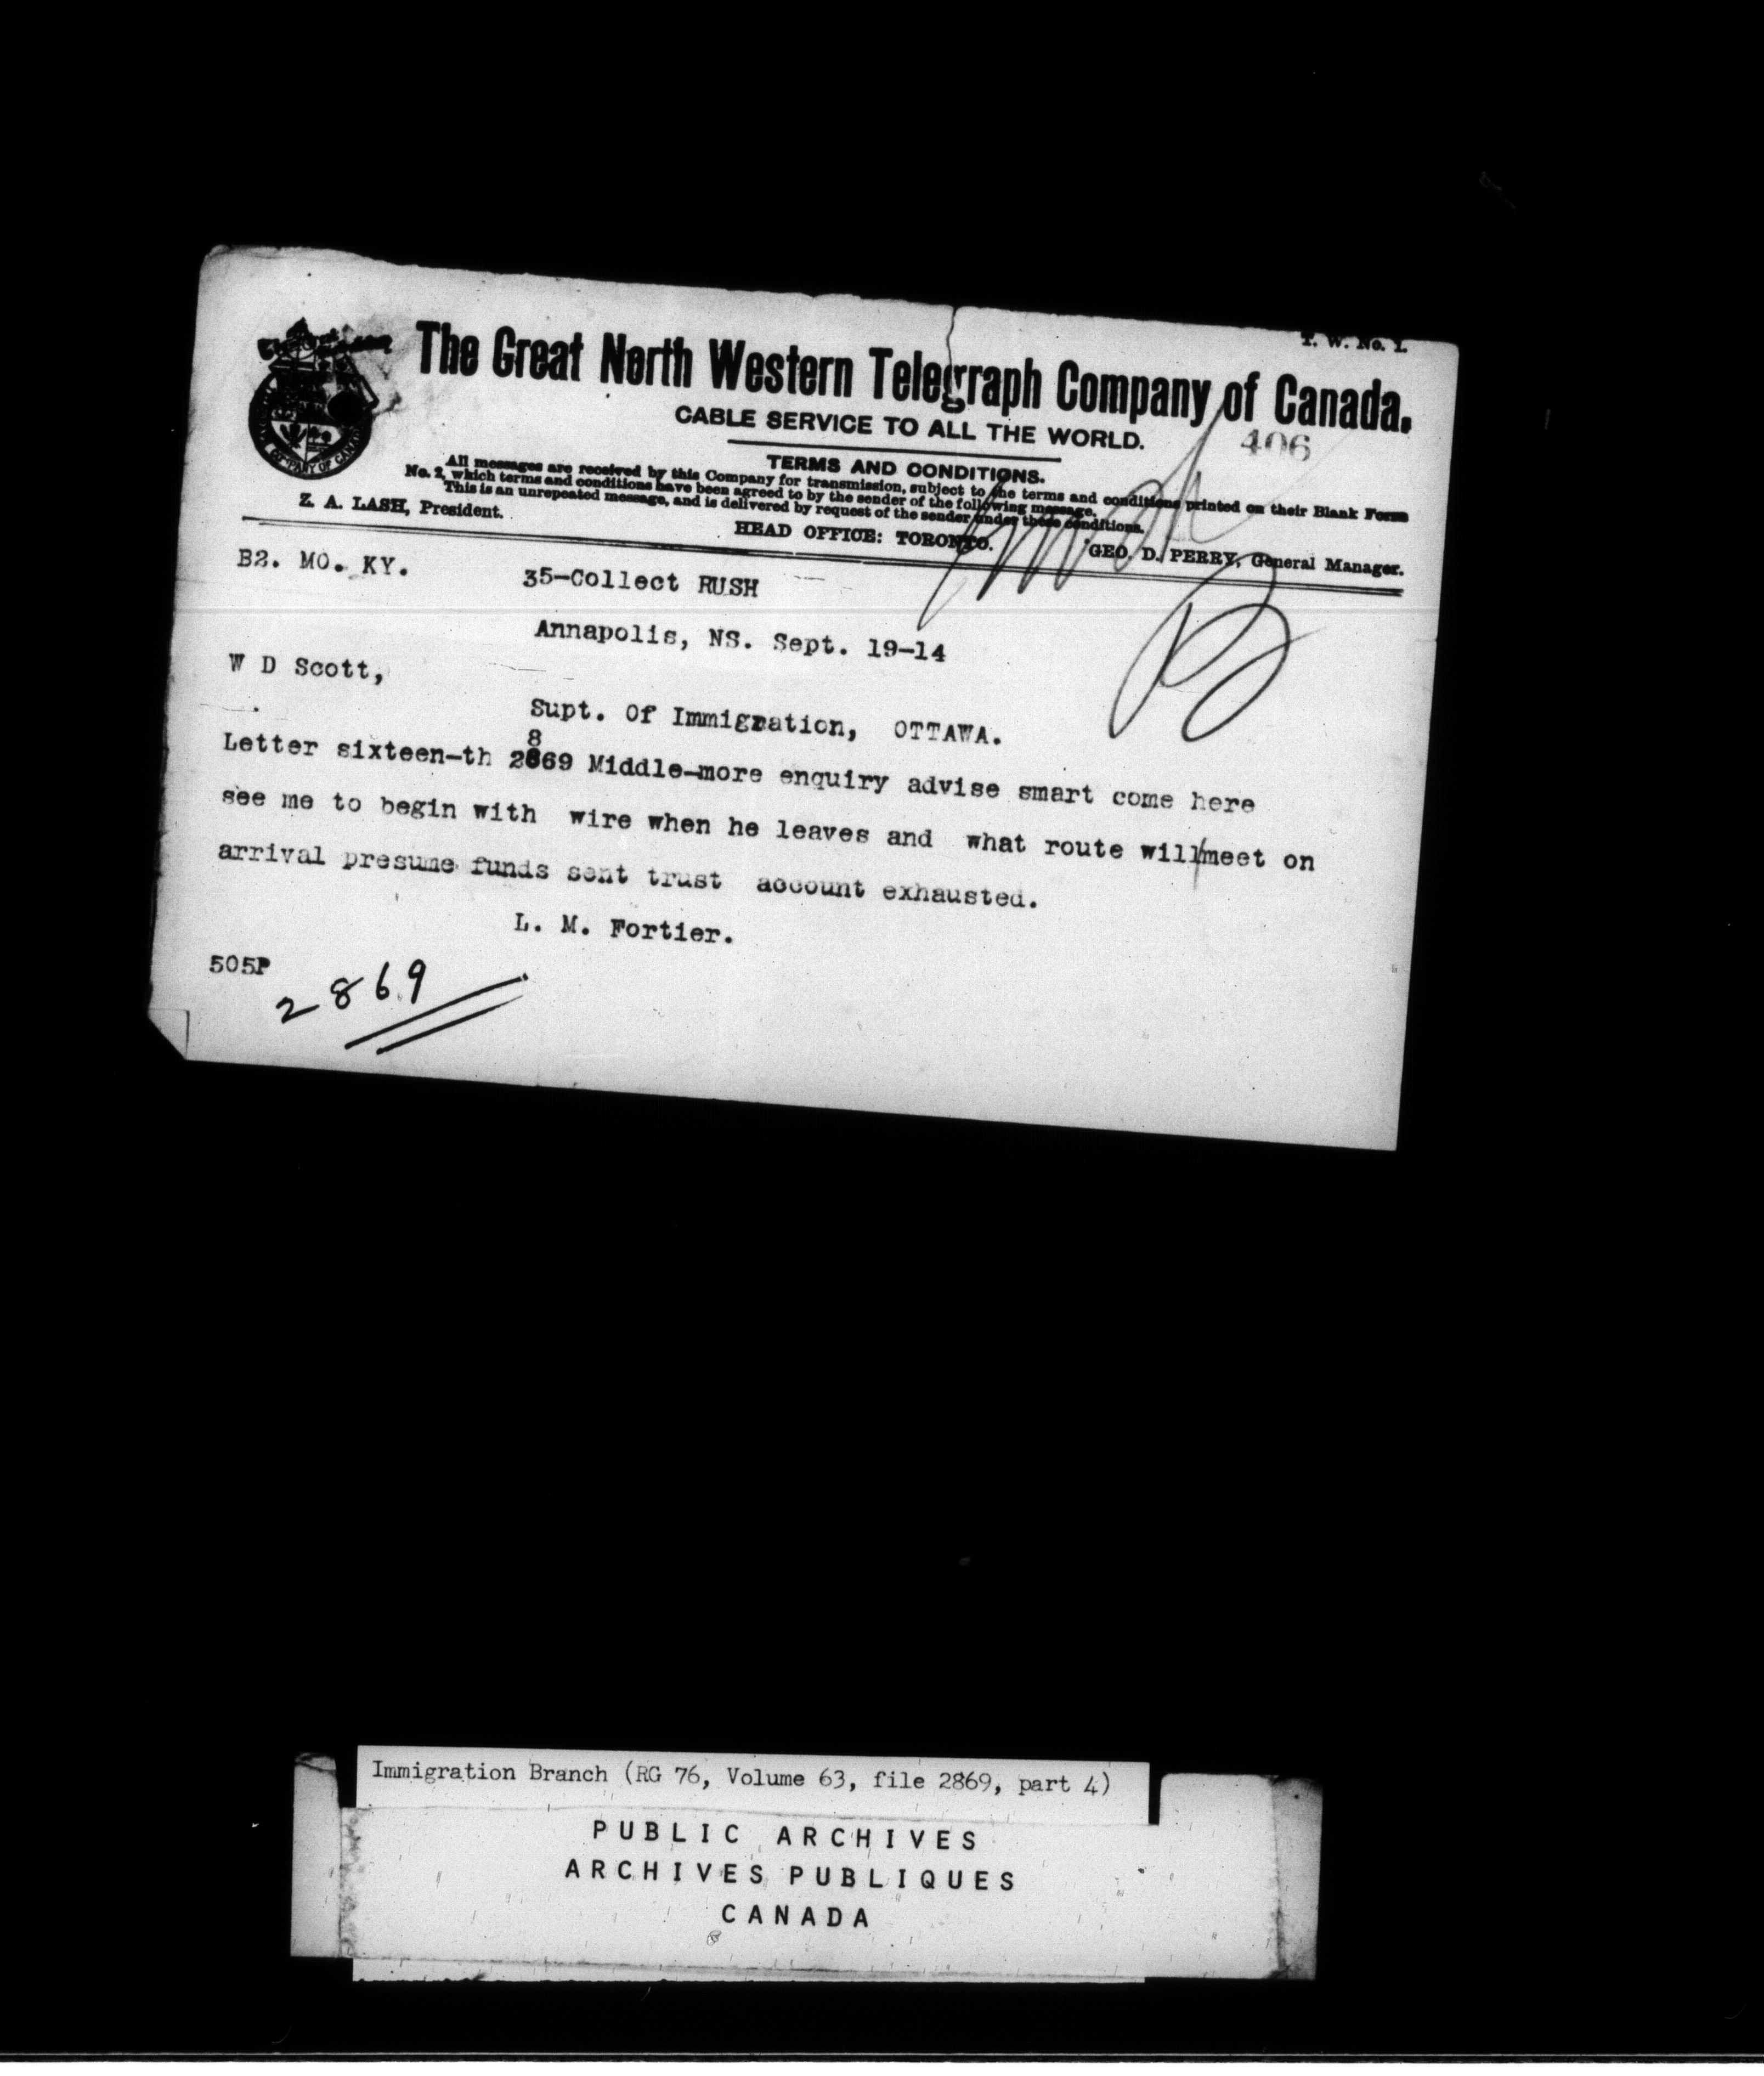 T. W. No. 1.
The Great North Western Telegraph Company of Canada.
CABLE SERVICE TO ALL THE WORLD.
406
TERMS AND CONDITIONS.
All messages are received by this Company for transmission, subject to the terms and conditions printed on their Blank Form
No. 2, which terms and conditions have been agreed to by the sender of the following message.
This is an unrepeated message, and is delivered by request of the sender under these conditions.
Z. A. LASH, President.
HEAD OFFICE: TORONTO.
GEO. D. PERRY, General Manager.
COMPANY OF CANADA
B2. MO. KY.
35-Collect RUSH
Annapolis, NS. Sept. 19-14
W D Scott,
Supt. Of Immigration, OTTAWA.
8
Letter sixteen-th 2869 Middle-more enquiry advise smart come here
see me to begin with wire when he leaves and what route will/meet on
arrival presume funds sent trust account exhausted.
L. M. Fortier.
505P
2869
Immigration Branch (RG 76, Volume 63, file 2869, part 4)
PUBLIC ARCHIVES
ARCHIVES PUBLIQUES
CANADA